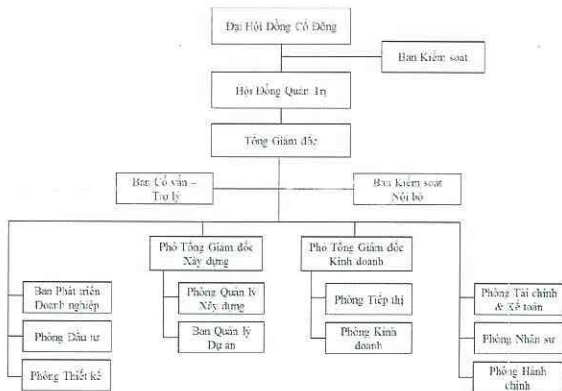 Đại Hội Đồng Cổ Đông
Ban Kiểm soát
Hội Đồng Quản Trị
Tổng Giám đốc
Ban Cố vấn –
Trợ lý
Ban Kiểm soát
Nội bộ
Phó Tổng Giám đốc
Xây dựng
Phó Tổng Giám đốc
Kinh doanh
Ban Phát triển
Doanh nghiệp
Phòng Đầu tư
Phòng Thiết kế
Phòng Quản lý
Xây dựng
Ban Quản lý
Dự án
Phòng Tiếp thị
Phòng Kinh
doanh
Phòng Tài chính
& Kế toán
Phòng Nhân sự
Phòng Hành
chính